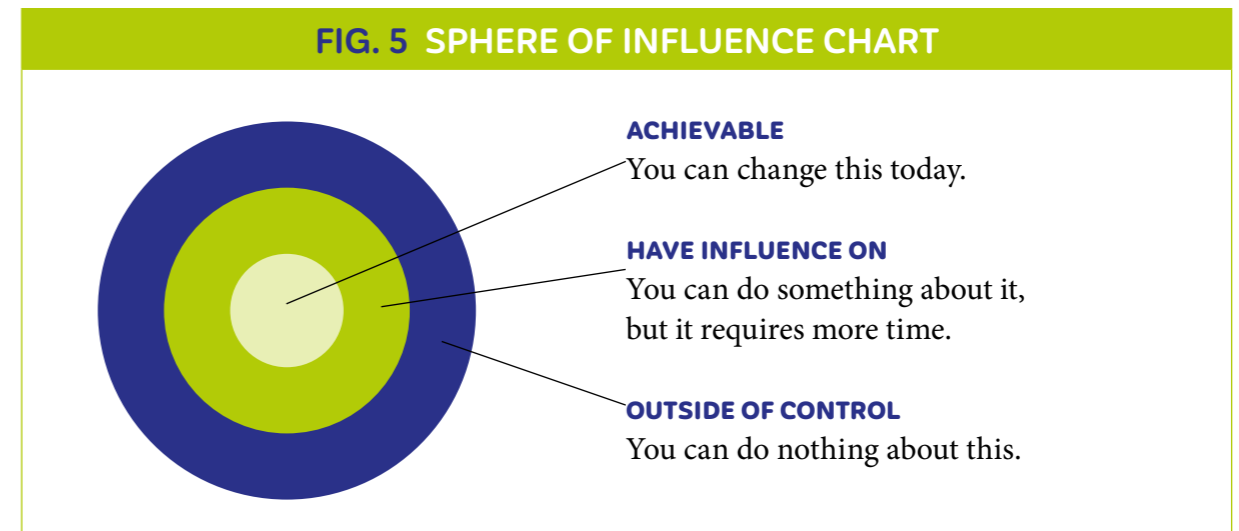 FIG. 5 SPHERE OF INFLUENCE CHART
ACHIEVABLE
You can change this today.
HAVE INFLUENCE ON
You can do something about it,
but it requires more time.
OUTSIDE OF CONTROL
You can do nothing about this.